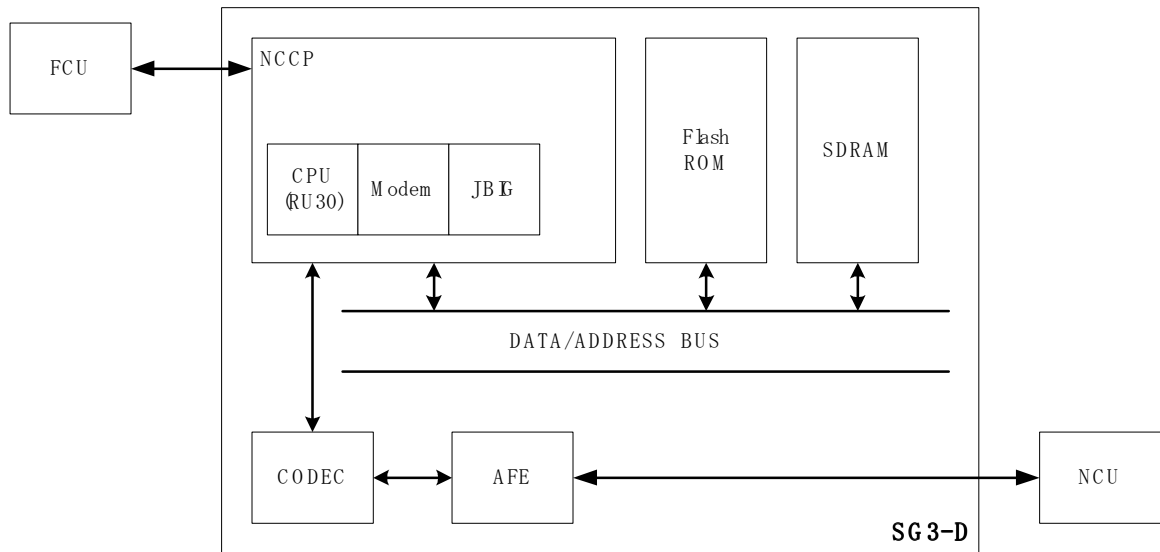 FCU
NCCP
CPU
(RU30)
Modem
JBIG
Flash
ROM
SDRAM
DATA/ADDRESS BUS
CODEC
AFE
NCU
SG3-D